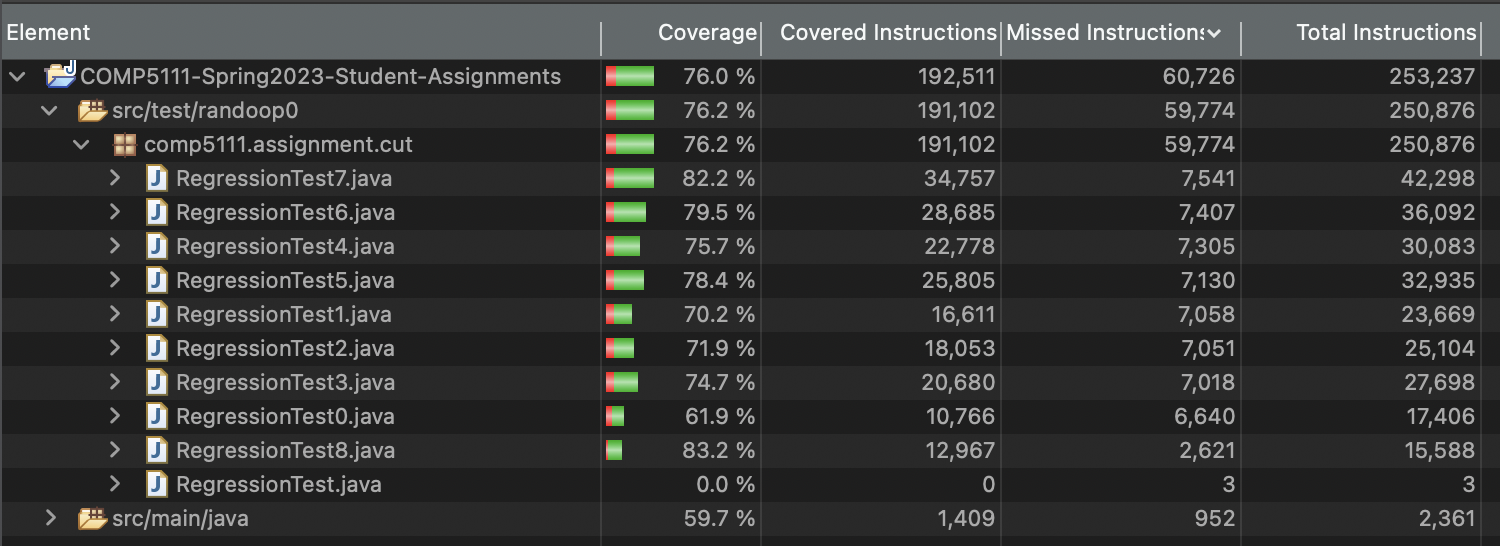 Element Coverage Covered Instructions Missed Instructions Total Instructions
COMP5111-Spring2023-Student-Assignments 76.0 % 192,511 60,726 253,237
src/test/randoop0 76.2 % 191,102 59,774 250,876
comp5111.assignment.cut 76.2 % 191,102 59,774 250,876
RegressionTest7.java 82.2 % 34,757 7,541 42,298
RegressionTest6.java 79.5 % 28,685 7,407 36,092
RegressionTest4.java 75.7 % 22,778 7,305 30,083
RegressionTest5.java 78.4 % 25,805 7,130 32,935
RegressionTest1.java 70.2 % 16,611 7,058 23,669
RegressionTest2.java 71.9 % 18,053 7,051 25,104
RegressionTest3.java 74.7 % 20,680 7,018 27,698
RegressionTest0.java 61.9 % 10,766 6,640 17,406
RegressionTest8.java 83.2 % 12,967 2,621 15,588
RegressionTest.java 0.0 % 0 3 3
src/main/java 59.7 % 1,409 952 2,361